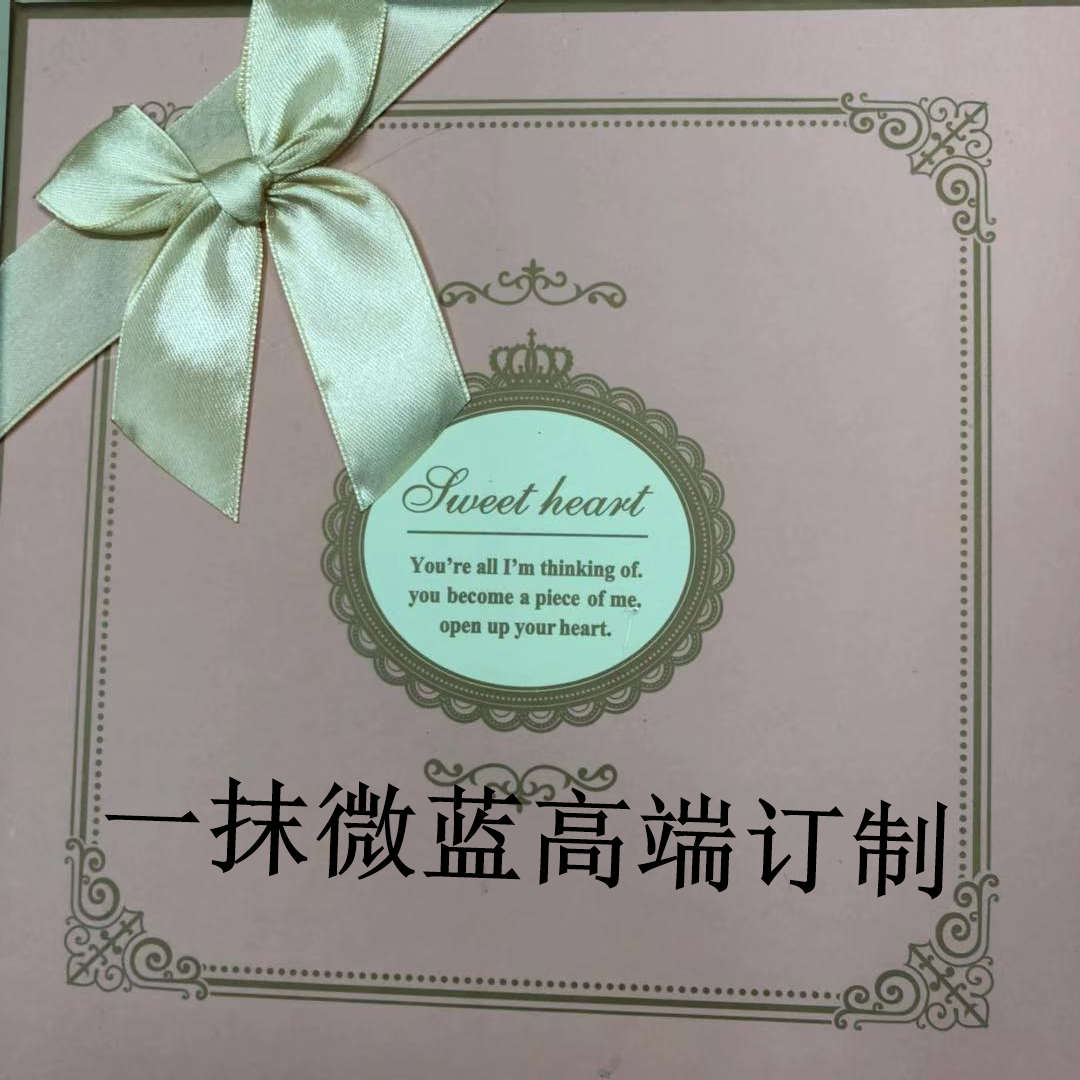 Sweet heart
You're all I'm thinking of.
you become a piece of me.
open up your heart.
一抹微蓝高端订制